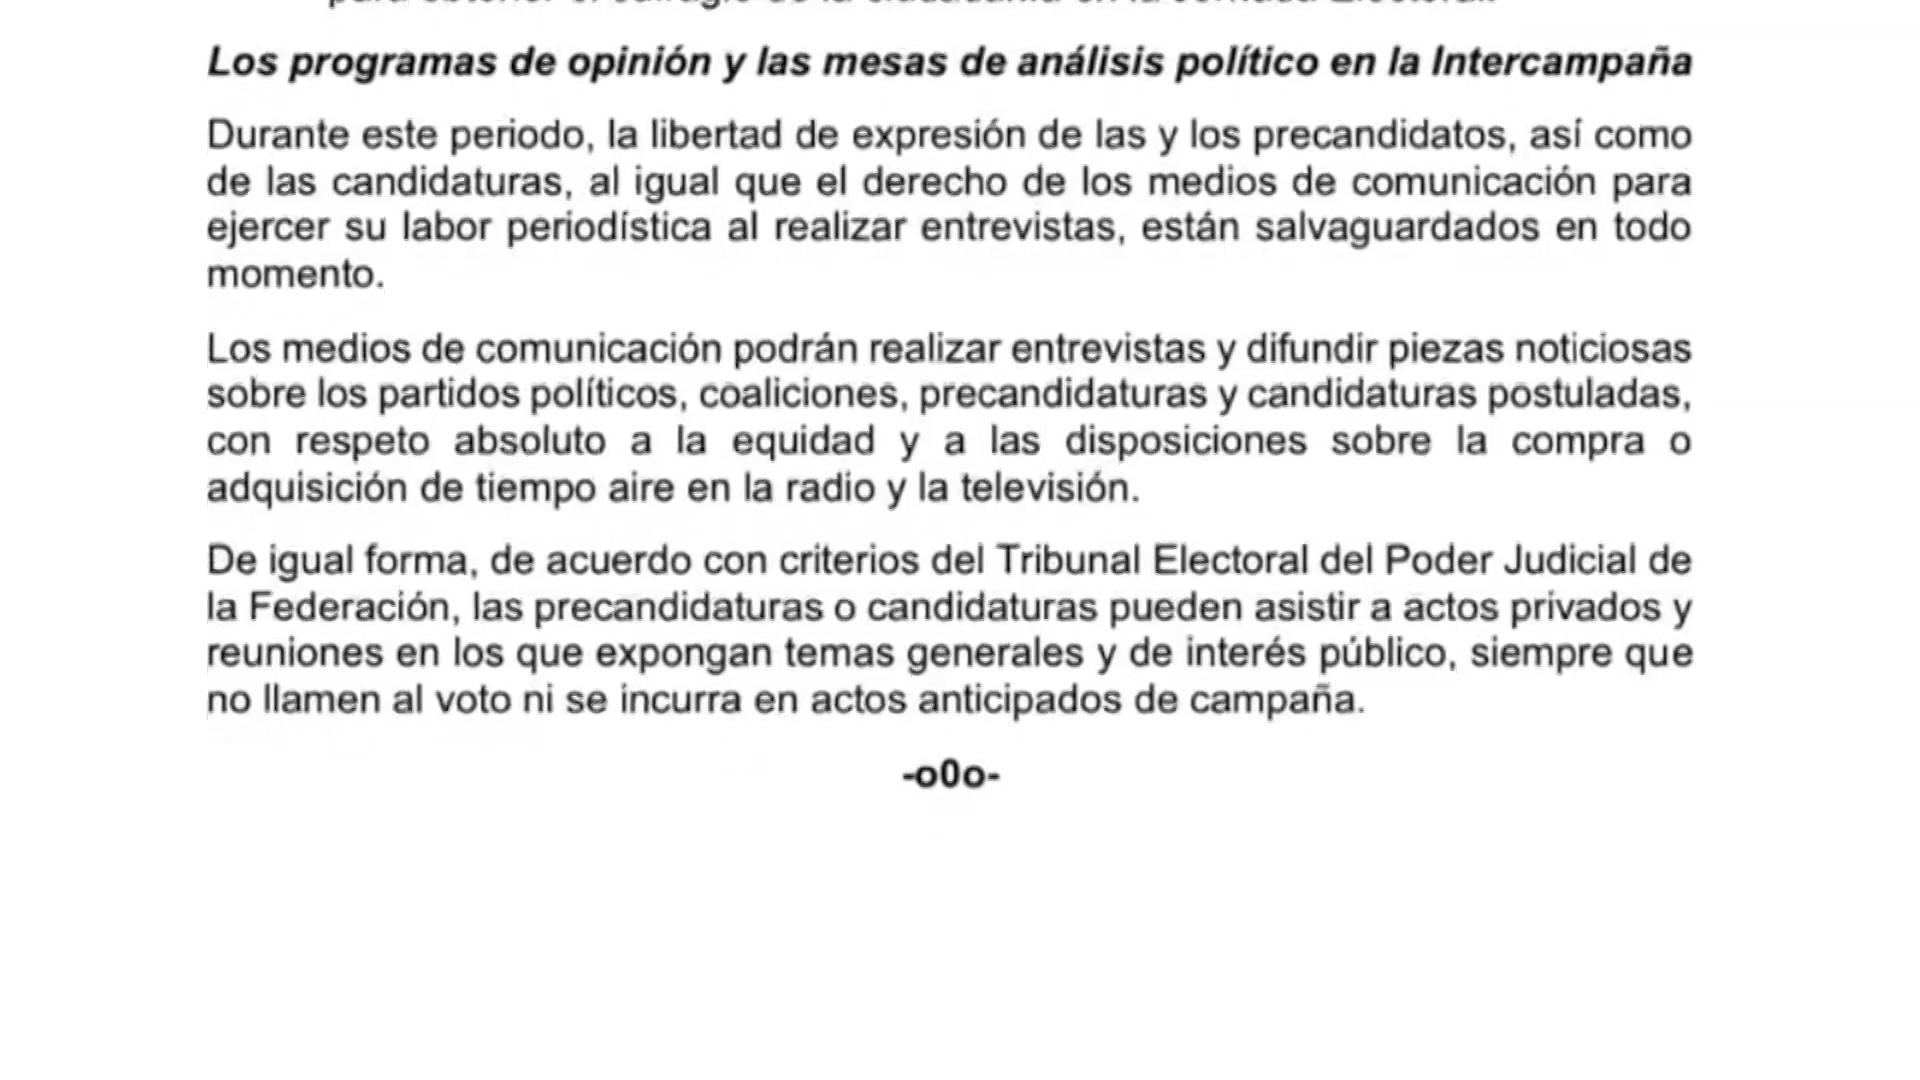 Los programas de opinión y las mesas de análisis político en la Intercampaña
Durante este periodo, la libertad de expresión de las y los precandidatos, así como
de las candidaturas, al igual que el derecho de los medios de comunicación para
ejercer su labor periodística al realizar entrevistas, están salvaguardados en todo
momento.
Los medios de comunicación podrán realizar entrevistas y difundir piezas noticiosas
sobre los partidos políticos, coaliciones, precandidaturas y candidaturas postuladas,
con respeto absoluto a la equidad y a las disposiciones sobre la compra o
adquisición de tiempo aire en la radio y la televisión.
De igual forma, de acuerdo con criterios del Tribunal Electoral del Poder Judicial de
la Federación, las precandidaturas o candidaturas pueden asistir a actos privados y
reuniones en los que expongan temas generales y de interés público, siempre que
no llamen al voto ni se incurra en actos anticipados de campaña.
-o0o-